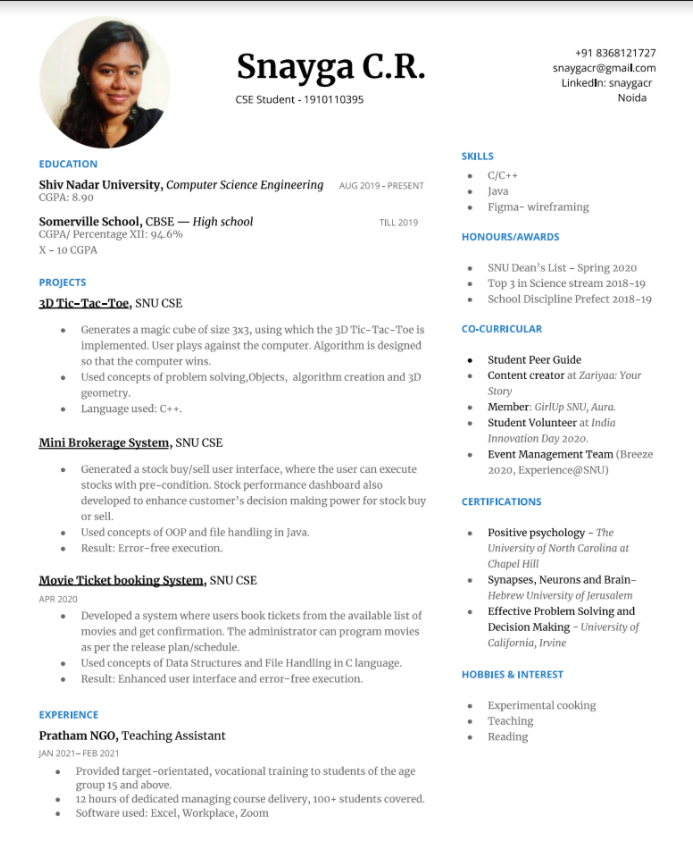 Snayga C.R.
CSE Student - 1910110395
+91 8368121727
snaygacr@gmail.com
LinkedIn: snaygacr
Noida
EDUCATION
Shiv Nadar University, Computer Science Engineering AUG 2019 - PRESENT
CGPA: 8.90
Somerville School, CBSE — High school TILL 2019
CGPA/ Percentage XII: 94.6%
X - 10 CGPA
PROJECTS
3D Tic-Tac-Toe, SNU CSE
● Generates a magic cube of size 3x3, using which the 3D Tic-Tac-Toe is
implemented. User plays against the computer. Algorithm is designed
so that the computer wins.
● Used concepts of problem solving,Objects, algorithm creation and 3D
geometry.
● Language used: C++.
Mini Brokerage System, SNU CSE
● Generated a stock buy/sell user interface, where the user can execute
stocks with pre-condition. Stock performance dashboard also
developed to enhance customer's decision making power for stock buy
or sell.
● Used concepts of OOP and file handling in Java.
● Result: Error-free execution.
Movie Ticket booking System, SNU CSE
APR 2020
● Developed a system where users book tickets from the available list of
movies and get confirmation. The administrator can program movies
as per the release plan/schedule.
● Used concepts of Data Structures and File Handling in C language.
● Result: Enhanced user interface and error-free execution.
EXPERIENCE
Pratham NGO, Teaching Assistant
JAN 2021– FEB 2021
● Provided target-orientated, vocational training to students of the age
group 15 and above.
● 12 hours of dedicated managing course delivery, 100+ students covered.
● Software used: Excel, Workplace, Zoom
SKILLS
● C/C++
● Java
● Figma- wireframing
HONOURS/AWARDS
● SNU Dean's List - Spring 2020
● Top 3 in Science stream 2018-19
● School Discipline Prefect 2018-19
CO-CURRICULAR
● Student Peer Guide
● Content creator at Zariyaa: Your
Story
● Member: GirlUp SNU, Aura.
● Student Volunteer at India
Innovation Day 2020.
● Event Management Team (Breeze
2020, Experience@SNU)
CERTIFICATIONS
● Positive psychology - The
University of North Carolina at
Chapel Hill
● Synapses, Neurons and Brain-
Hebrew University of Jerusalem
● Effective Problem Solving and
Decision Making - University of
California, Irvine
HOBBIES & INTEREST
● Experimental cooking
● Teaching
● Reading